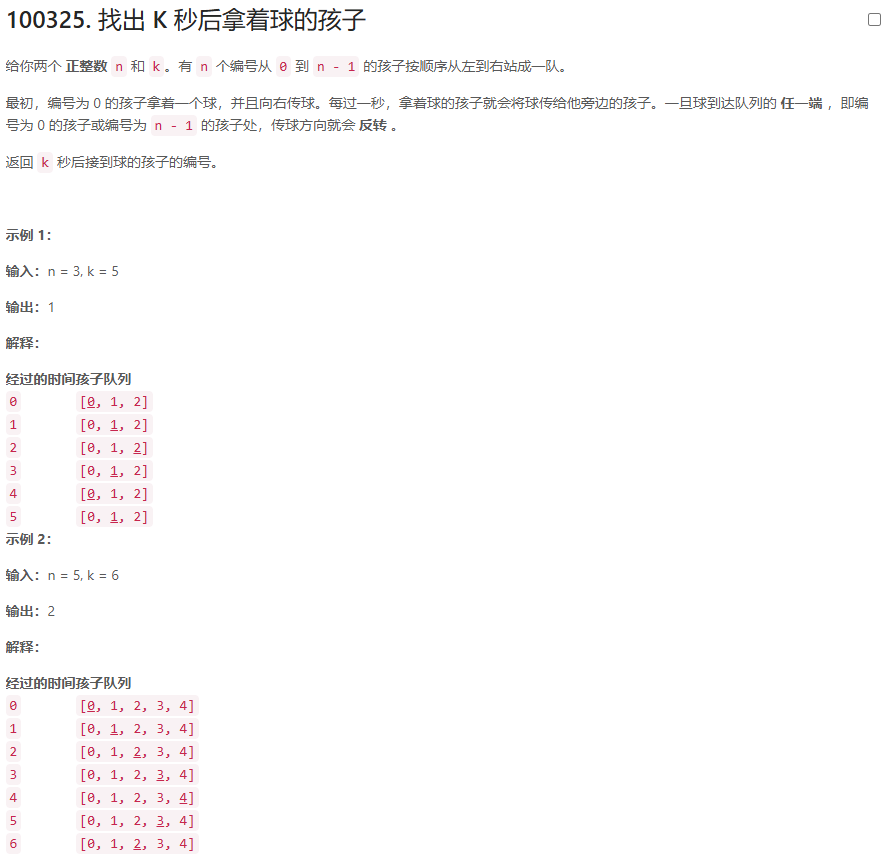 100325. 找出 K 秒后拿着球的孩子
给你两个 正整数 n 和 k 。有 n 个编号从 0 到 n - 1 的孩子按顺序从左到右站成一队。
最初，编号为 0 的孩子拿着一个球，并且向右传球。每过一秒，拿着球的孩子就会将球传给他旁边的孩子。一旦球到达队列的 任一端 ，即编
号为 0 的孩子或编号为 n - 1 的孩子处，传球方向就会 反转 。
返回 k 秒后接到球的孩子的编号。
示例 1：
输入：n = 3, k = 5
输出：1
解释：
经过的时间孩子队列
0 [0, 1, 2]
1 [0, 1, 2]
2 [0, 1, 2]
3 [0, 1, 2]
4 [0, 1, 2]
5 [0, 1, 2]
示例 2：
输入：n = 5, k = 6
输出：2
解释：
经过的时间孩子队列
0 [0, 1, 2, 3, 4]
1 [0, 1, 2, 3, 4]
2 [0, 1, 2, 3, 4]
3 [0, 1, 2, 3, 4]
4 [0, 1, 2, 3, 4]
5 [0, 1, 2, 3, 4]
6 [0, 1, 2, 3, 4]